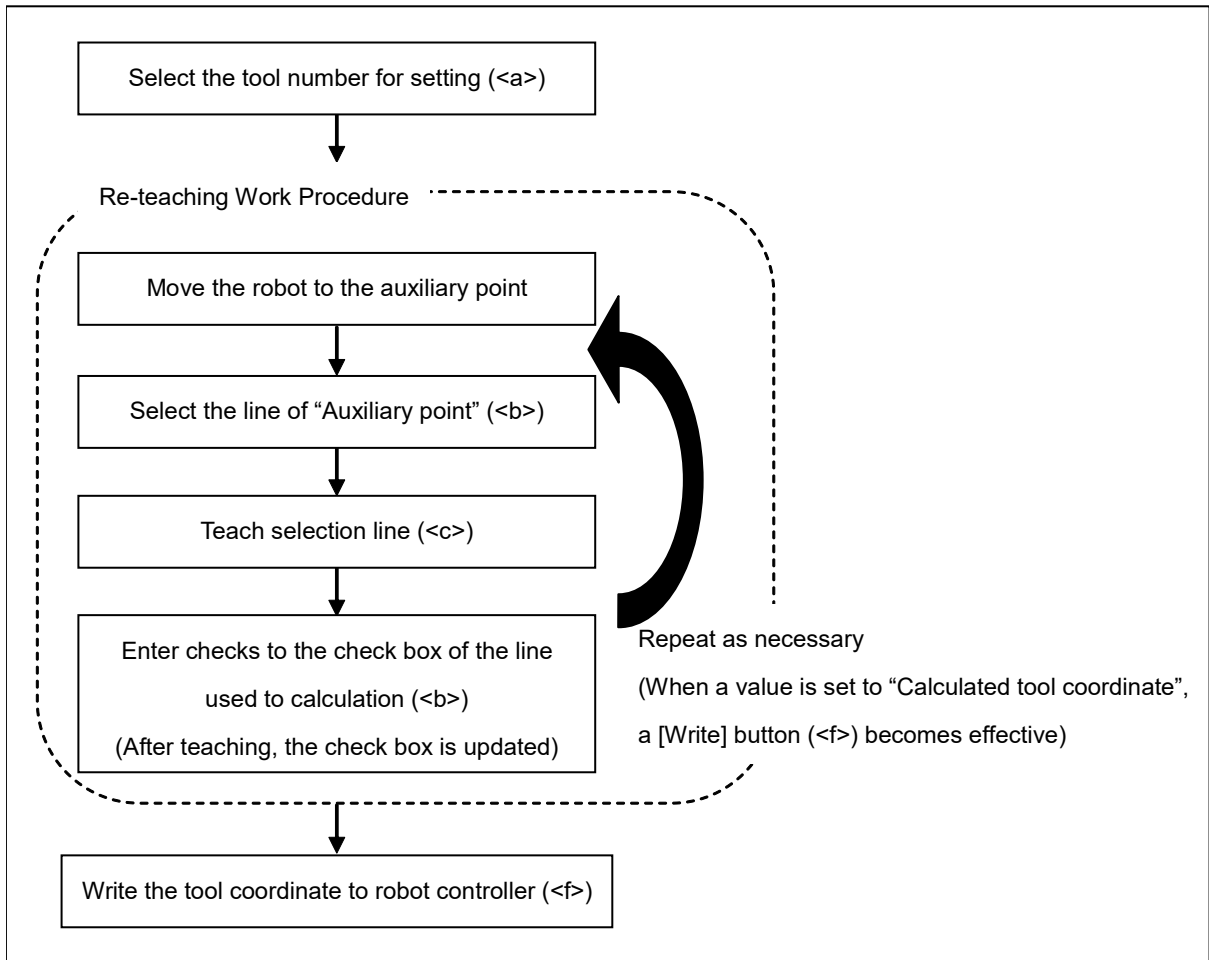 Select the tool number for setting (<a>)
Re-teaching Work Procedure
Move the robot to the auxiliary point
Select the line of “Auxiliary point” (<b>)
Teach selection line (<c>)
Enter checks to the check box of the line
used to calculation (<b>)
(After teaching, the check box is updated)
Repeat as necessary
(When a value is set to “Calculated tool coordinate”,
a [Write] button (<f>) becomes effective)
Write the tool coordinate to robot controller (<f>)